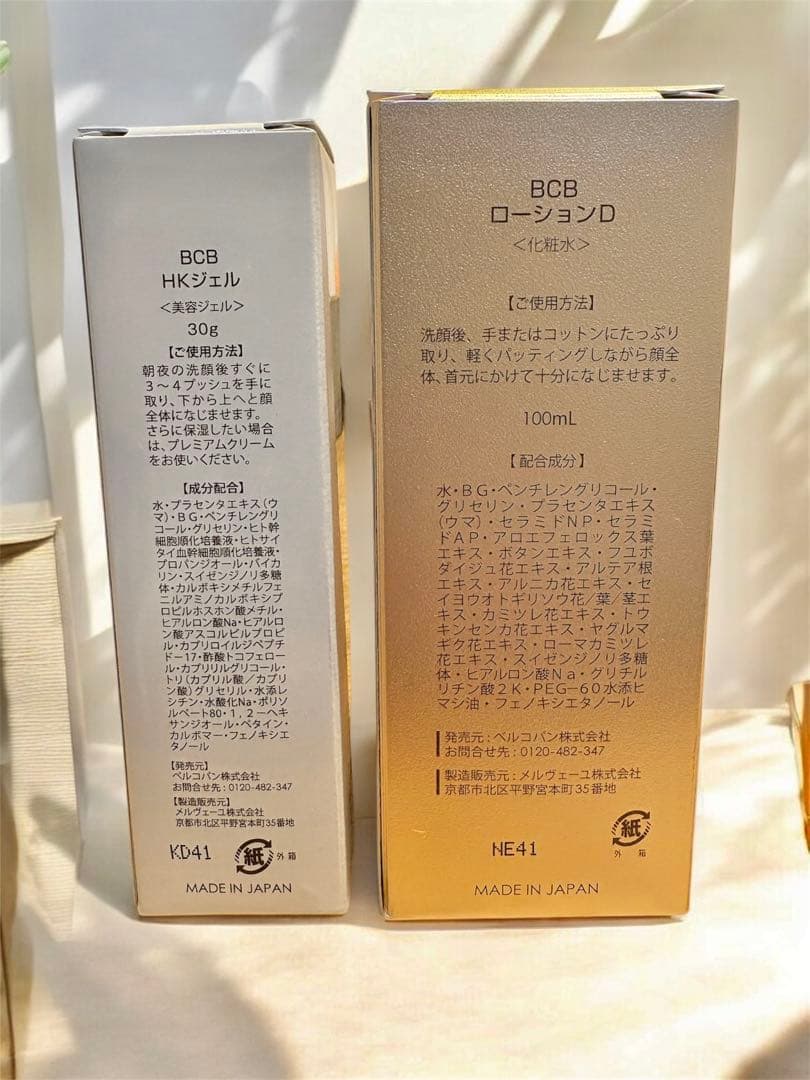 BCB
HKジェル
＜美容ジェル＞
30g
【ご使用方法】
朝夜の洗顔後すぐに
3～4プッシュを手に
取り、下から上へと顔
全体になじませます。
さらに保湿したい場合
は、プレミアムクリーム
をお使いください。
【成分配合】
水・プラセンタエキス(ウ
マ)・BG・ペンチレングリ
コール・グリセリン・ヒト幹
細胞順化培養液・ヒトサイ
タイ血幹細胞順化培養液・
プロパンジオール・バイカ
リン・スイゼンジノリ多糖
体・カルボキシメチルフェ
ニルアミノカルボキシプ
ロピルホスホン酸メチル・
ヒアルロン酸Na・ヒアルロ
ン酸アスコルビルプロピ
ル・カプリロイルジペプチ
ド－17・酢酸トコフェロ
ール・カプリリルグリコール・
トリ(カプリル酸／カプリ
ン酸)グリセリル・水添レ
シチン・水酸化Na・ポリソ
ルベート80・1，2－ヘキ
サンジオール・ベタイン・
カルボマー・フェノキシエ
タノール
【発売元】
ベルコバン株式会社
お問合せ先：0120-482-347
【製造販売元】
メルヴェーユ株式会社
京都市北区平野宮本町35番地
KD41
紙
外箱
MADE IN JAPAN
BCB
ローションD
＜化粧水＞
【ご使用方法】
洗顔後、手またはコットンにたっぷり
取り、軽くパッティングしながら顔全
体、首元にかけて十分になじませます。
100mL
【配合成分】
水・BG・ペンチレングリコール・
グリセリン・プラセンタエキス
(ウマ)・セラミドNP・セラミ
ドAP・アロエフェロックス葉
エキス・ボタンエキス・フユボ
ダイジュ花エキス・アルテア根
エキス・アルニカ花エキス・セ
イヨウオトギリソウ花/葉/茎エ
キス・カミツレ花エキス・トウ
キンセンカ花エキス・ヤグルマ
ギク花エキス・ローマカミツレ
花エキス・スイゼンジノリ多糖
体・ヒアルロン酸Na・グリチル
リチン酸2K・PEG－60水添ヒ
マシ油・フェノキシエタノール
発売元：ベルコバン株式会社
お問合せ先：0120-482-347
製造販売元：メルヴェーユ株式会社
京都市北区平野宮本町35番地
NE41
紙
外箱
MADE IN JAPAN